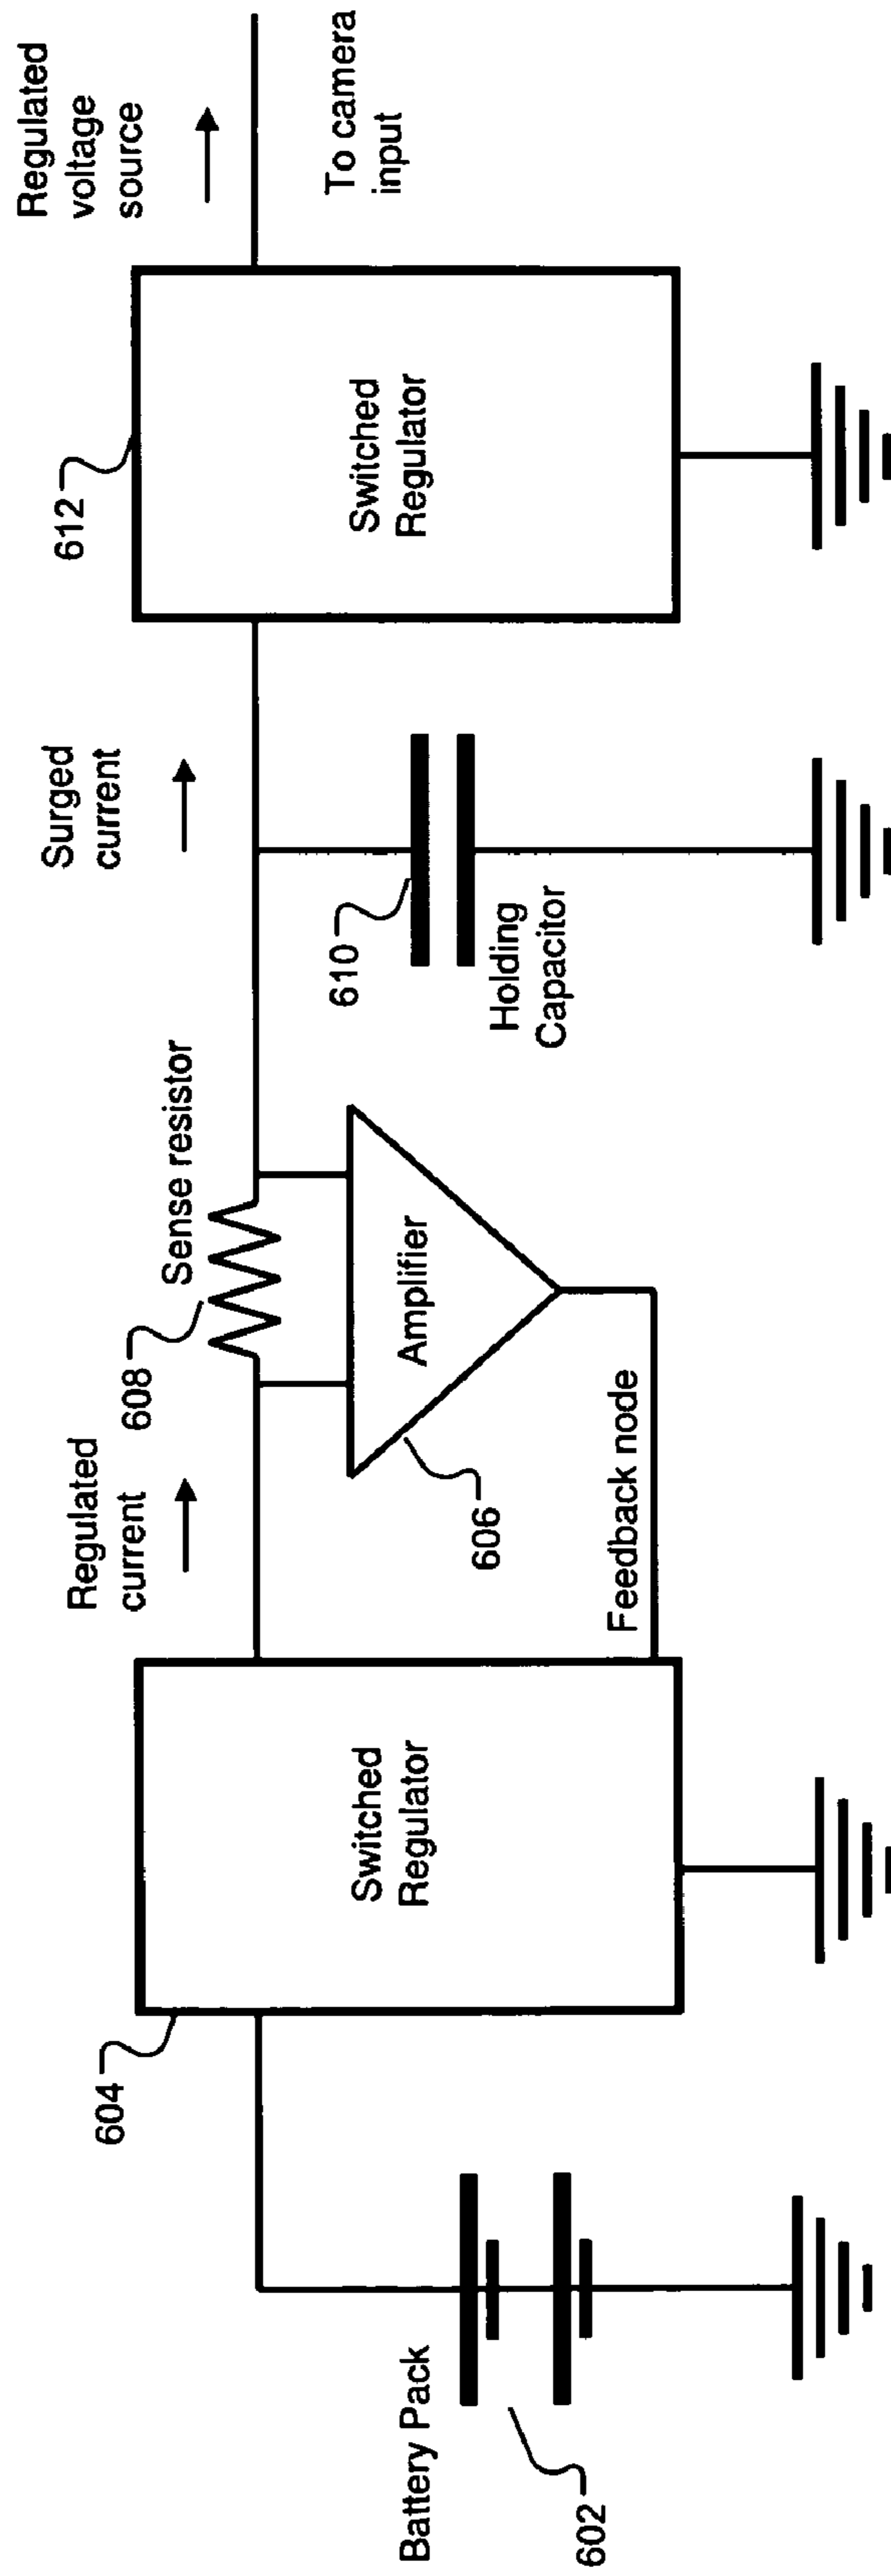 Battery Pack
602
604
Switched
Regulator
Regulated
current
608
Sense resistor
Amplifier
606
Feedback node
Surged
current
610
Holding
Capacitor
612
Switched
Regulator
Regulated
voltage
source
To camera
input